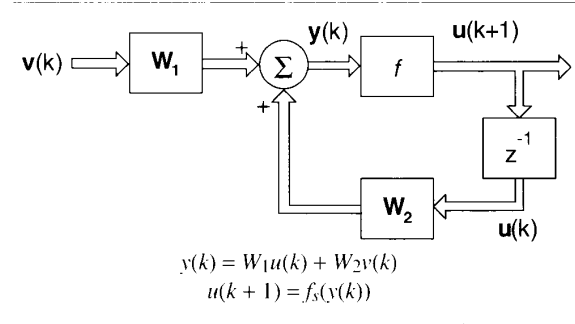 y(k)
u(k+1)
v(k)
W₁
+
Σ
f
+
z⁻¹
W₂
u(k)
y(k) = W₁u(k) + W₂v(k)
u(k + 1) = fₛ(y(k))